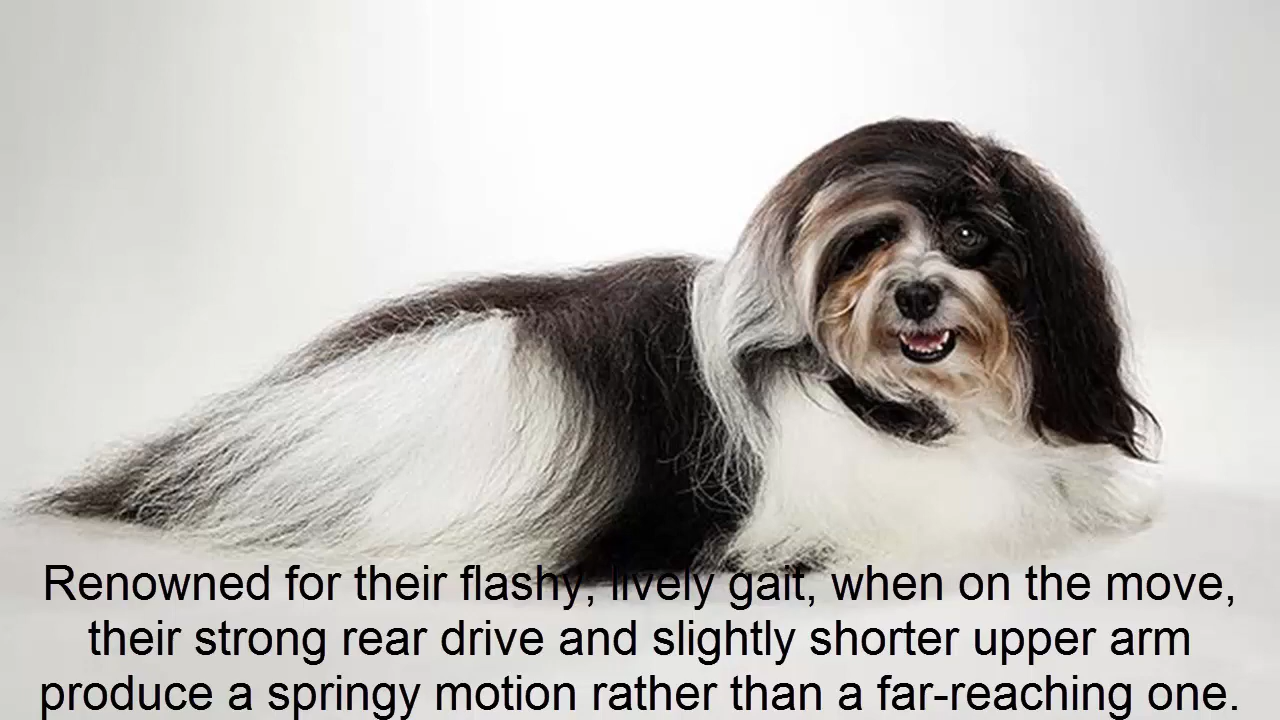 Renowned for their flashy, lively gait, when on the move,
their strong rear drive and slightly shorter upper arm
produce a springy motion rather than a far-reaching one.